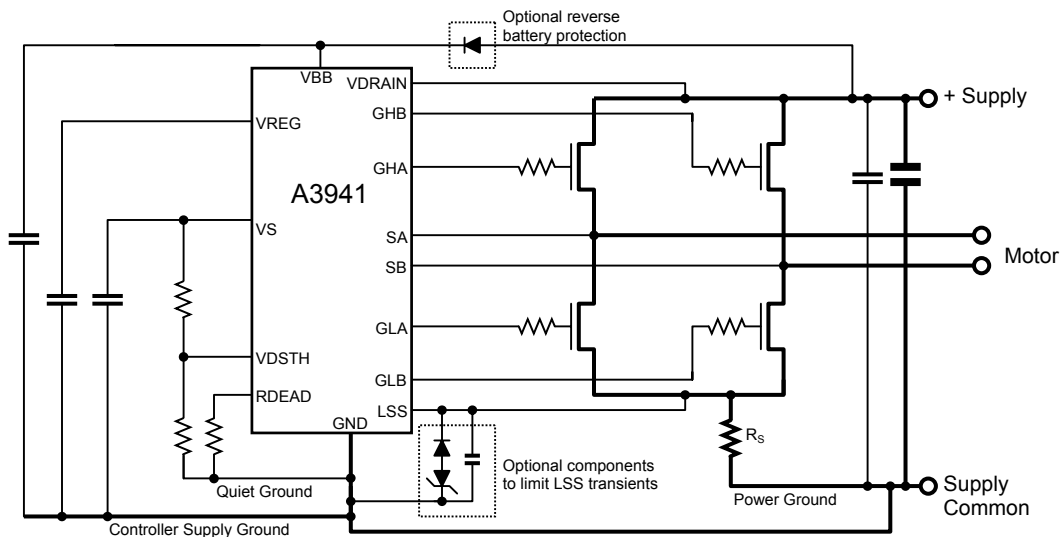 Optional reverse
battery protection
VBB
VDRAIN
GHB
+ Supply
VREG
GHA
A3941
VS
SA
SB
Motor
GLA
VDSTH
GLB
RDEAD
LSS
GND
RS
Optional components
to limit LSS transients
Quiet Ground
Power Ground
Supply
Common
Controller Supply Ground